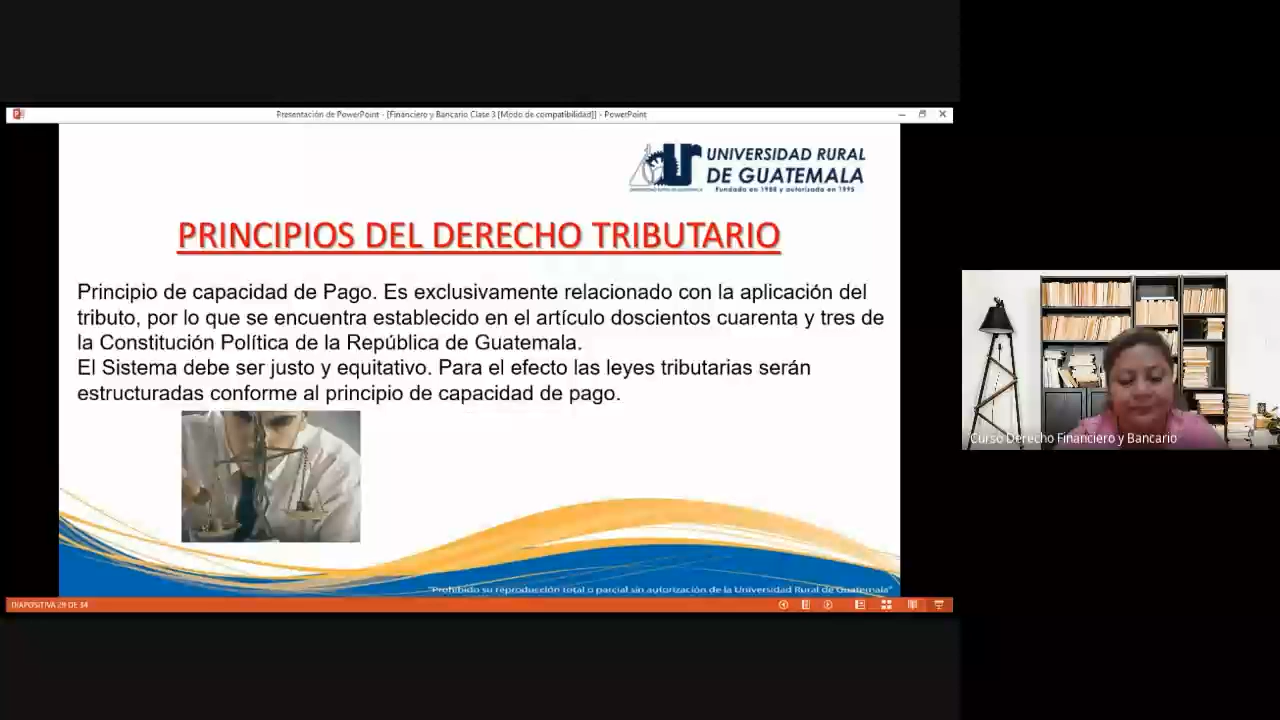 Presentación de PowerPoint - [Financiero y Bancario Clase 3 [Modo de compatibilidad]] - PowerPoint
UNIVERSIDAD RURAL
DE GUATEMALA
Fundada en 1988 y autorizada en 1995
PRINCIPIOS DEL DERECHO TRIBUTARIO
Principio de capacidad de Pago. Es exclusivamente relacionado con la aplicación del
tributo, por lo que se encuentra establecido en el artículo doscientos cuarenta y tres de
la Constitución Política de la República de Guatemala.
El Sistema debe ser justo y equitativo. Para el efecto las leyes tributarias serán
estructuradas conforme al principio de capacidad de pago.
"Prohibido su reproducción total o parcial sin autorización de la Universidad Rural de Guatemala"
DIAPOSITIVA 29 DE 34
Curso Derecho Financiero y Bancario